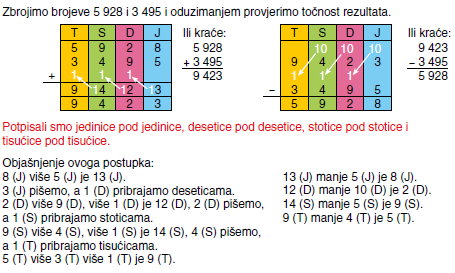 Zbrojimo brojeve 5 928 i 3 495 i oduzimanjem provjerimo točnost rezultata.
T S D J
5 9 2 8
3 4 9 5
+ 1 1 1
9 14 12 13
9 4 2 3
Ili kraće:
5 928
+ 3 495
9 423
T S D J
10 10 10
9 4 2 3
1 1 1
− 3 4 9 5
5 9 2 8
Ili kraće:
9 423
− 3 495
5 928
Potpisali smo jedinice pod jedinice, desetice pod desetice, stotice pod stotice i
tisućice pod tisućice.
Objašnjenje ovoga postupka:
8 (J) više 5 (J) je 13 (J).
3 (J) pišemo, a 1 (D) pribrajamo deseticama.
2 (D) više 9 (D), više 1 (D) je 12 (D), 2 (D) pišemo,
a 1 (S) pribrajamo stoticama.
9 (S) više 4 (S), više 1 (S) je 14 (S), 4 (S) pišemo,
a 1 (T) pribrajamo tisućicama.
5 (T) više 3 (T) više 1 (T) je 9 (T).
13 (J) manje 5 (J) je 8 (J).
12 (D) manje 10 (D) je 2 (D).
14 (S) manje 5 (S) je 9 (S).
9 (T) manje 4 (T) je 5 (T).